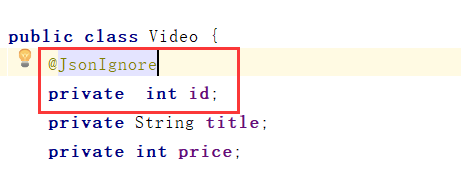 public class Video {
@JsonIgnore
private  int id;
private String title;
private int price;